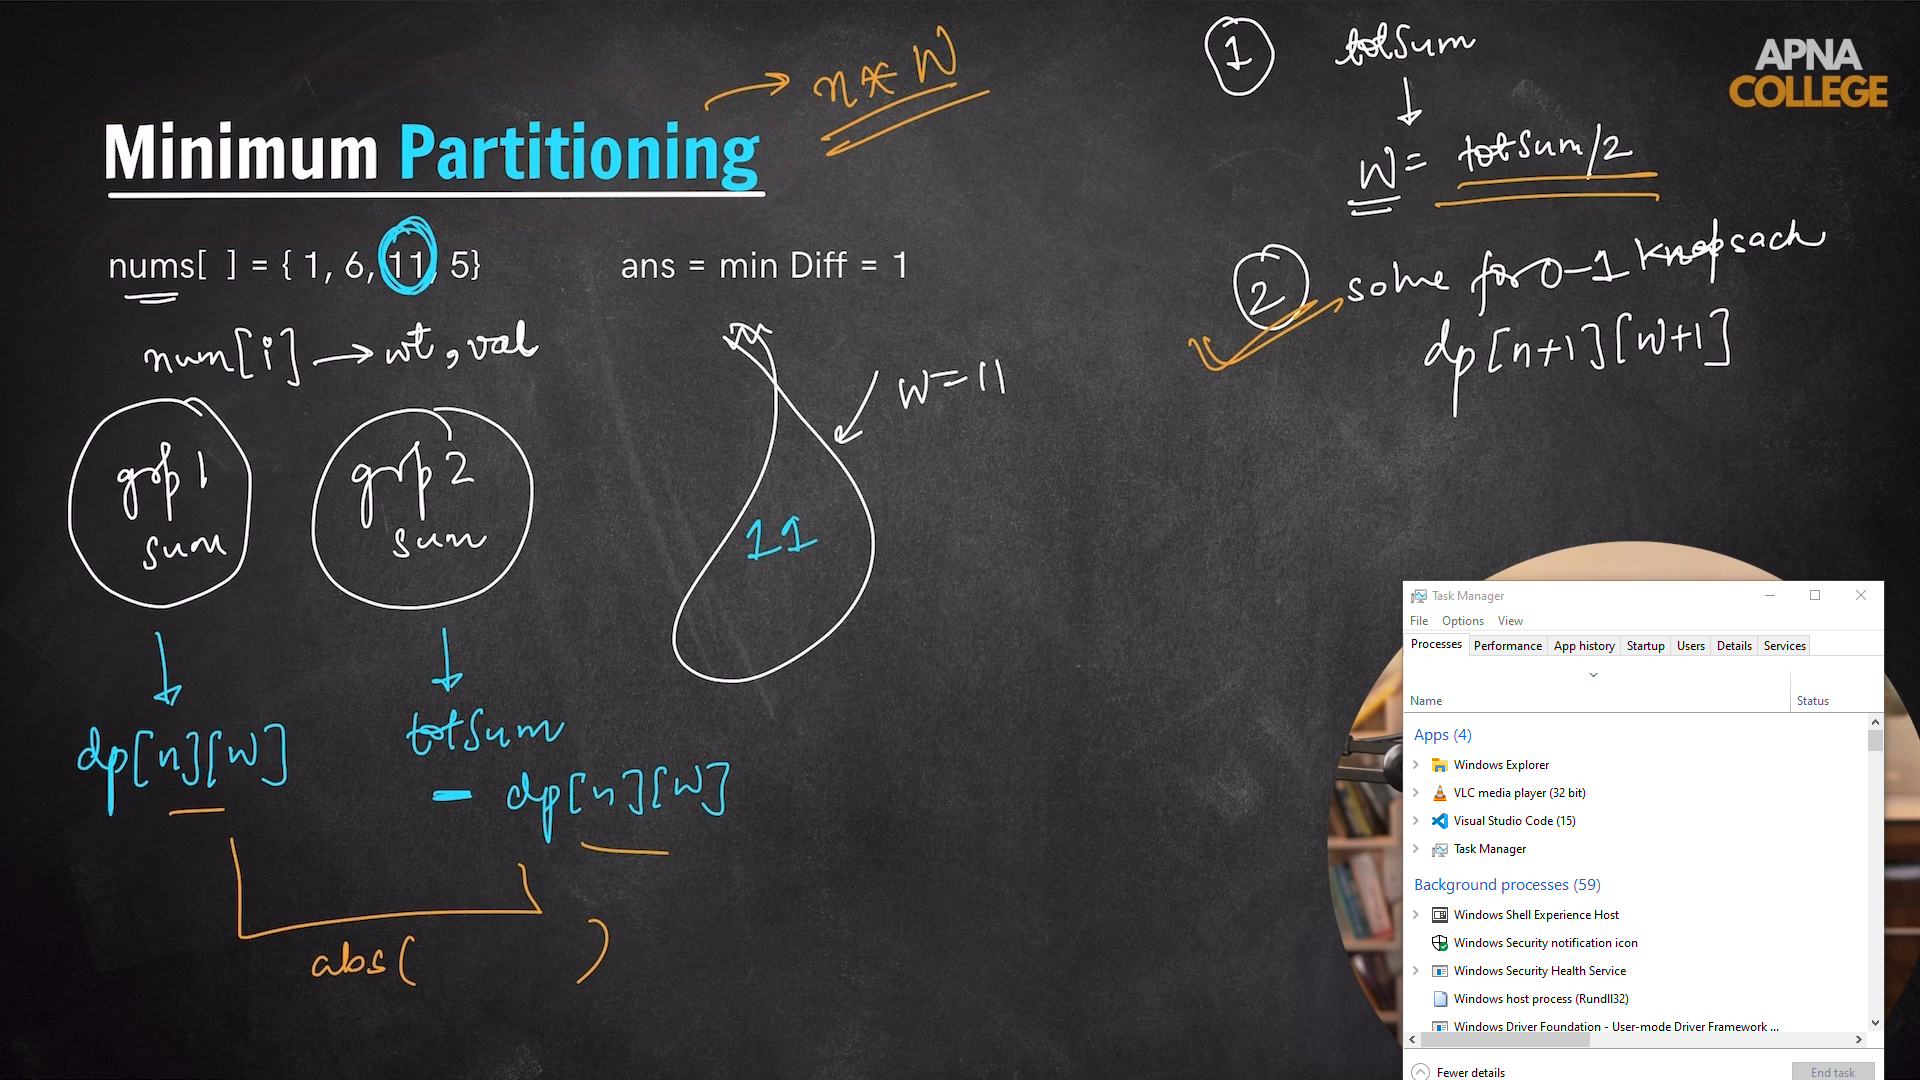 APNA
COLLEGE
n * W
Minimum Partitioning
nums[ ] = { 1, 6, 11, 5}
ans = min Diff = 1
num[i] → wt, val
grp 1
sum
grp 2
sum
W = 11
11
dp[n][W]
totSum
- dp[n][W]
abs( )
1 totSum
↓
W = totSum/2
2 solve for 0-1 Knapsack
dp[n+1][W+1]
Task Manager
File Options View
Processes Performance App history Startup Users Details Services
Name Status
Apps (4)
Windows Explorer
VLC media player (32 bit)
Visual Studio Code (15)
Task Manager
Background processes (59)
Windows Shell Experience Host
Windows Security notification icon
Windows Security Health Service
Windows host process (Rundll32)
Windows Driver Foundation - User-mode Driver Framework ...
Fewer details
End task